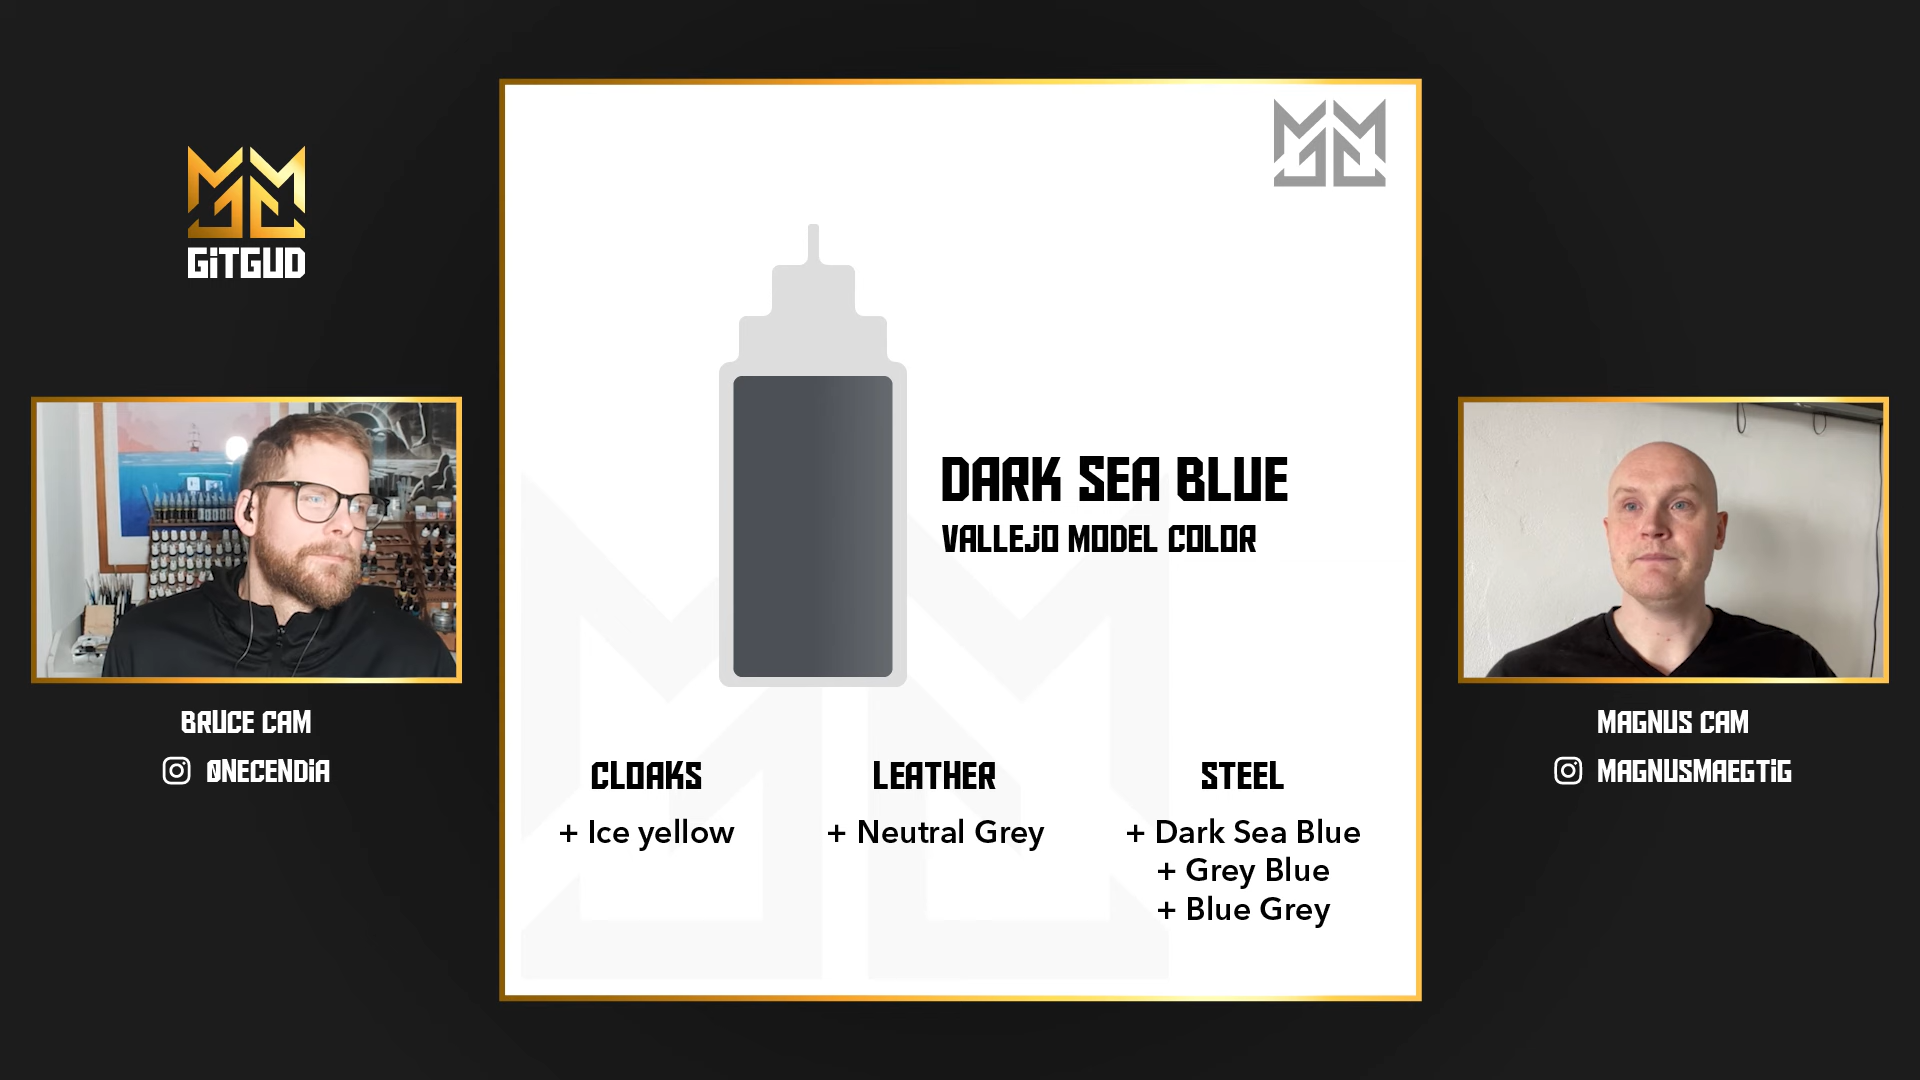 GiTGUD
DARK SEA BLUE
VALLEJO MODEL COLOR
BRUCE CAM
ØNECENDiA
MAGNUS CAM
MAGNUSMAEGTiG
CLOAKS
+ Ice yellow
LEATHER
+ Neutral Grey
STEEL
+ Dark Sea Blue
+ Grey Blue
+ Blue Grey